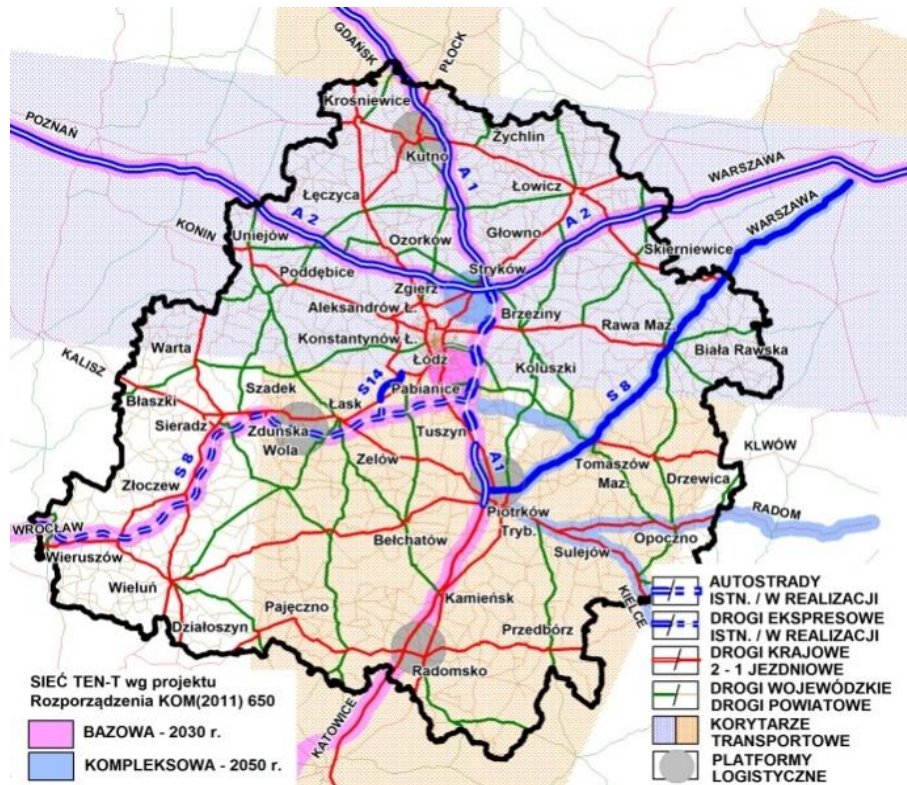 GDAŃSK
PŁOCK
Krośniewice
POZNAŃ
Żychlin
Kutno
A 1
WARSZAWA
Łęczyca
Łowicz
WARSZAWA
A 2
A 2
KONIN
Uniejów
Ozorków
Głowno
Skierniewice
Poddębice
Stryków
Zgierz
Aleksandrów Ł.
Brzeziny
Rawa Maz.
Konstantynów Ł.
Warta
Łódź
Koluszki
Biała Rawska
KALISZ
Szadek
S14
Pabianice
S 8
Błaszki
Łask
Sieradz
Zduńska
Wola
Tuszyn
KLWÓW
S 8
Zelów
A1
Tomaszów
Maz.
Drzewica
Złoczew
WROCŁAW
Piotrków
Tryb.
RADOM
Wieruszów
Bełchatów
Sulejów
Opoczno
Wieluń
KIELCE
Kamieńsk
Pajęczno
Działoszyn
Przedbórz
Radomsko
KATOWICE
SIEĆ TEN-T wg projektu
Rozporządzenia KOM(2011) 650
BAZOWA - 2030 r.
KOMPLEKSOWA - 2050 r.
AUTOSTRADY
ISTN. / W REALIZACJI
DROGI EKSPRESOWE
ISTN. / W REALIZACJI
DROGI KRAJOWE
2 - 1 JEZDNIOWE
DROGI WOJEWÓDZKIE
DROGI POWIATOWE
KORYTARZE
TRANSPORTOWE
PLATFORMY
LOGISTYCZNE